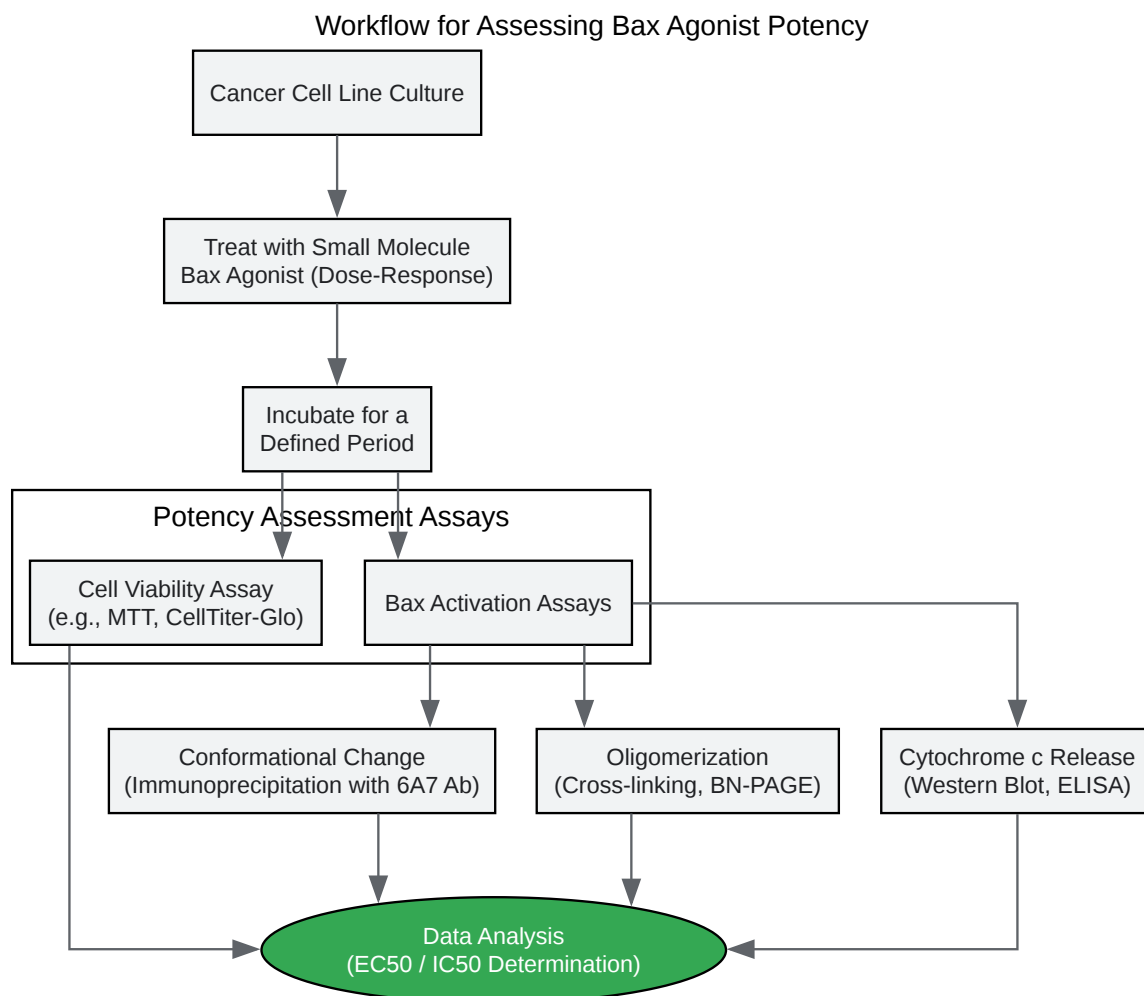 Workflow for Assessing Bax Agonist Potency
Cancer Cell Line Culture
Treat with Small Molecule
Bax Agonist (Dose-Response)
Incubate for a
Defined Period
Potency Assessment Assays
Cell Viability Assay
(e.g., MTT, CellTiter-Glo)
Bax Activation Assays
Conformational Change
(Immunoprecipitation with 6A7 Ab)
Oligomerization
(Cross-linking, BN-PAGE)
Cytochrome c Release
(Western Blot, ELISA)
Data Analysis
(EC50 / IC50 Determination)